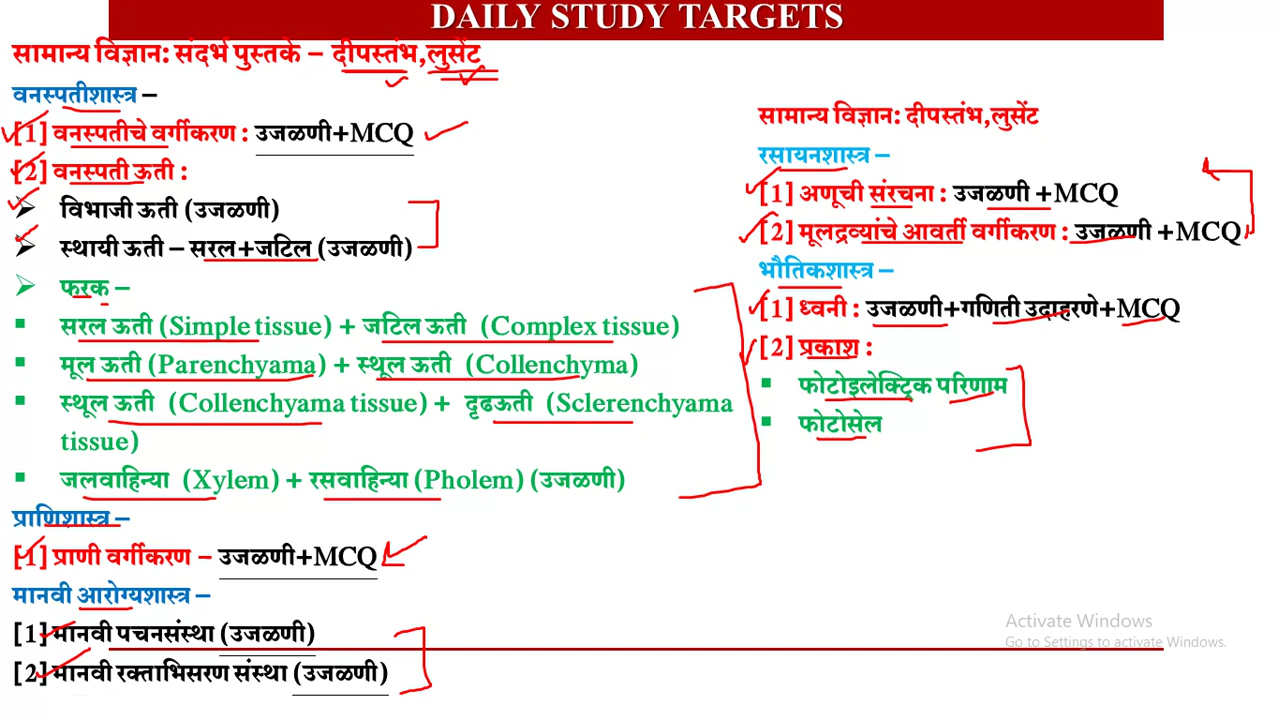 DAILY STUDY TARGETS
सामान्य विज्ञान: संदर्भ पुस्तके – दीपस्तंभ,लुसेंट
वनस्पतीशास्त्र –
[1] वनस्पतीचे वर्गीकरण : उजळणी+MCQ
[2] वनस्पती ऊती :
विभाजी ऊती (उजळणी)
स्थायी ऊती – सरल+जटिल (उजळणी)
फरक –
सरल ऊती (Simple tissue) + जटिल ऊती (Complex tissue)
मूल ऊती (Parenchyama) + स्थूल ऊती (Collenchyma)
स्थूल ऊती (Collenchyama tissue) + दृढऊती (Sclerenchyama
tissue)
जलवाहिन्या (Xylem) + रसवाहिन्या (Pholem) (उजळणी)
प्राणिशास्त्र –
[1] प्राणी वर्गीकरण – उजळणी+MCQ
मानवी आरोग्यशास्त्र –
[1] मानवी पचनसंस्था (उजळणी)
[2] मानवी रक्ताभिसरण संस्था (उजळणी)
सामान्य विज्ञान: दीपस्तंभ,लुसेंट
रसायनशास्त्र –
[1] अणूची संरचना : उजळणी +MCQ
[2] मूलद्रव्यांचे आवर्ती वर्गीकरण : उजळणी +MCQ
भौतिकशास्त्र –
[1] ध्वनी : उजळणी+गणिती उदाहरणे+MCQ
[2] प्रकाश :
फोटोइलेक्ट्रिक परिणाम
फोटोसेल
Activate Windows
Go to Settings to activate Windows.